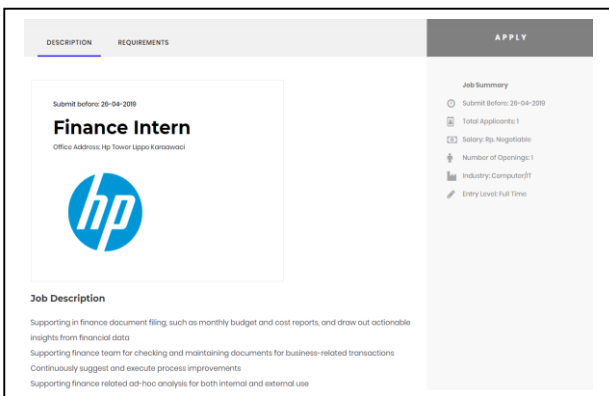 DESCRIPTION REQUIREMENTS
APPLY
Submit before: 26-04-2019
Finance Intern
Office Address: Hp Tower Lippo Karaawaci
hp
Job Description
Supporting in finance document filing, such as monthly budget and cost reports, and draw out actionable
insights from financial data
Supporting finance team for checking and maintaining documents for business-related transactions
Continuously suggest and execute process improvements
Supporting finance related ad-hoc analysis for both internal and external use
Job Summary
Submit Before: 26-04-2019
Total Applicants: 1
Salary: Rp. Negotiable
Number of Openings: 1
Industry: Computer/IT
Entry Level: Full Time